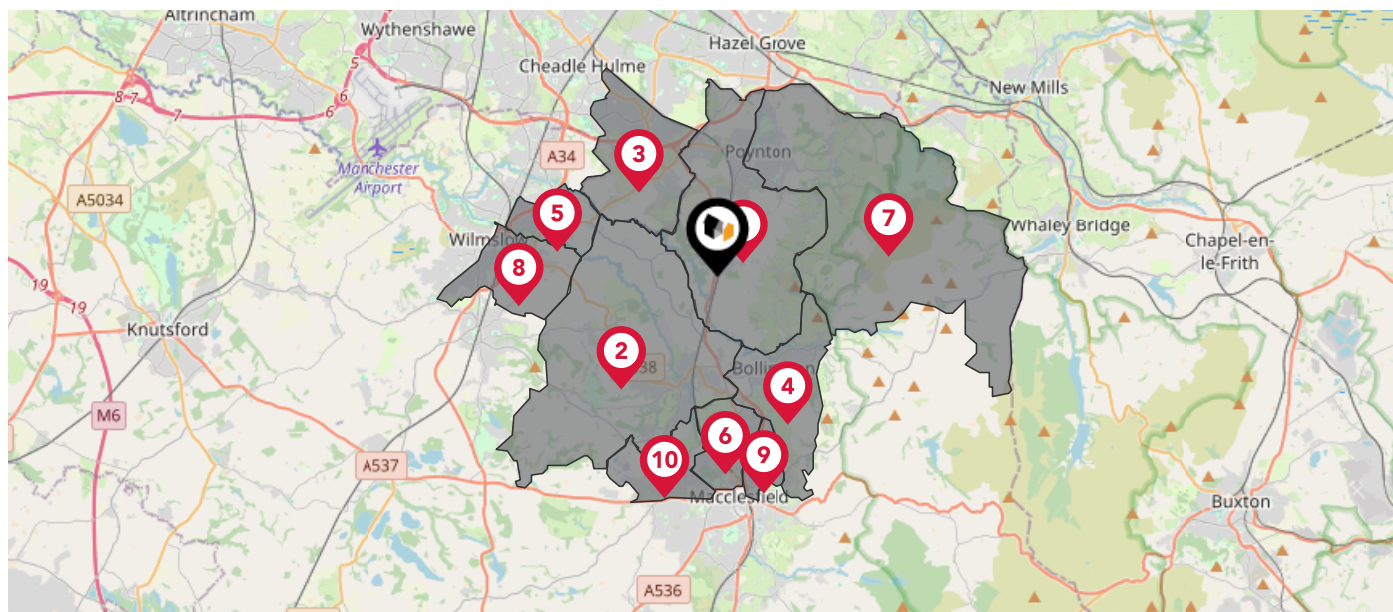 Altrincham
Wythenshawe
Hazel Grove
Cheadle Hulme
5
6
6
8 7
7
New Mills
A34
3
Poynton
Manchester
Airport
A5034
5
7
Whaley Bridge
Wilmslow
Chapel-en-
le-Frith
8
19
19
Knutsford
2
38
4
M6
6
9
10
A537
Macclesfield
Buxton
A536